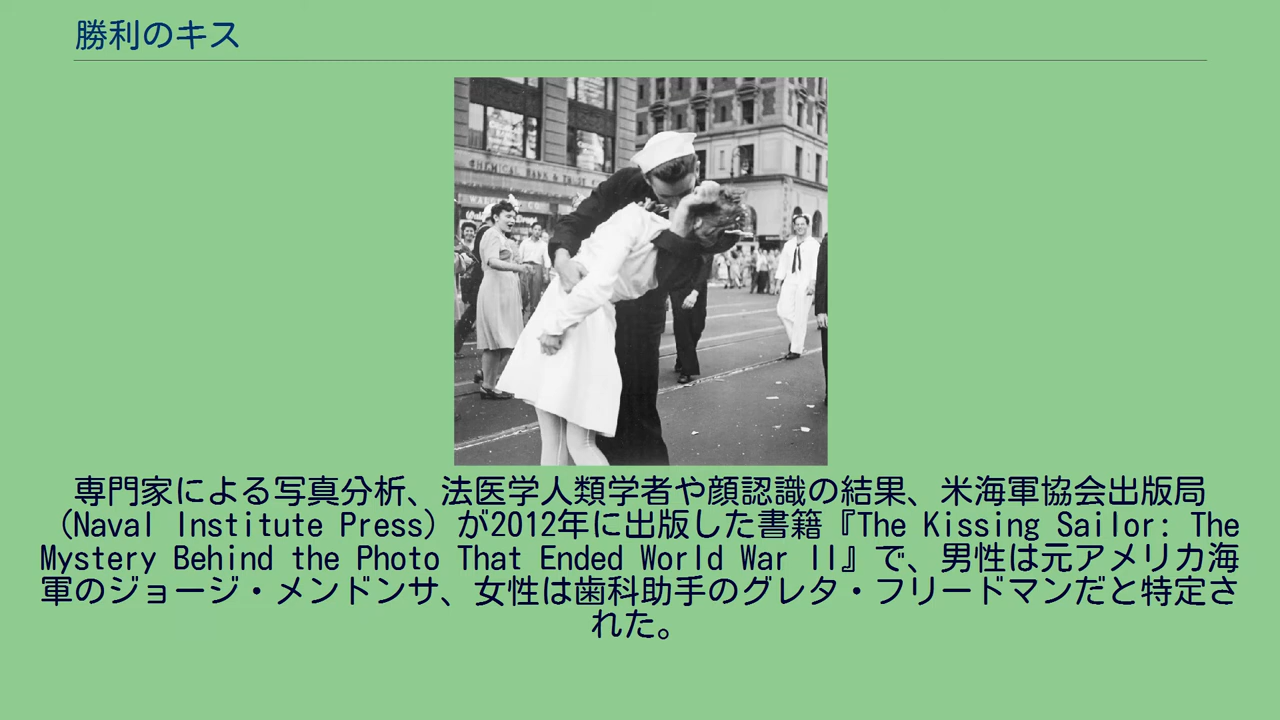 勝利のキス
CHEMICAL BANK & TRUST CO
専門家による写真分析、法医学人類学者や顔認識の結果、米海軍協会出版局
（Naval Institute Press）が2012年に出版した書籍『The Kissing Sailor: The
Mystery Behind the Photo That Ended World War II』で、男性は元アメリカ海
軍のジョージ・メンドンサ、女性は歯科助手のグレタ・フリードマンだと特定さ
れた。